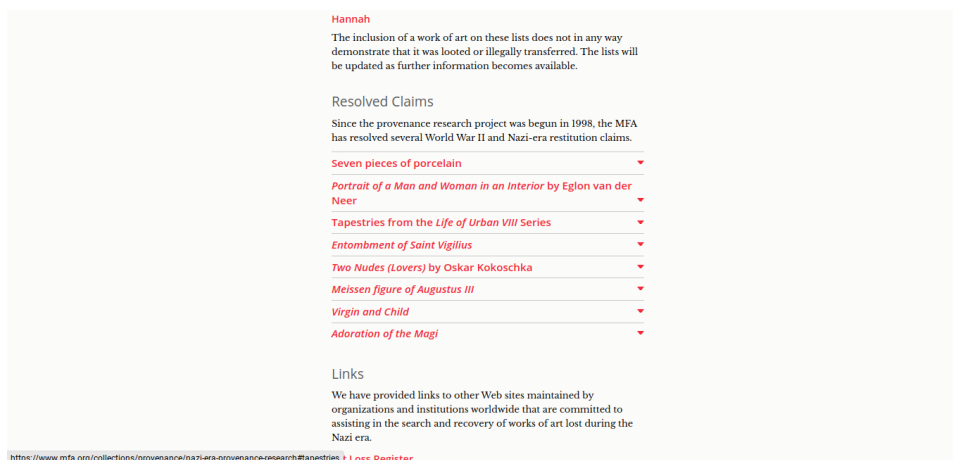 Hannah
The inclusion of a work of art on these lists does not in any way
demonstrate that it was looted or illegally transferred. The lists will
be updated as further information becomes available.
Resolved Claims
Since the provenance research project was begun in 1998, the MFA
has resolved several World War II and Nazi-era restitution claims.
Seven pieces of porcelain
Portrait of a Man and Woman in an Interior by Eglon van der
Neer
Tapestries from the Life of Urban VIII Series
Entombment of Saint Vigilius
Two Nudes (Lovers) by Oskar Kokoschka
Meissen figure of Augustus III
Virgin and Child
Adoration of the Magi
Links
We have provided links to other Web sites maintained by
organizations and institutions worldwide that are committed to
assisting in the search and recovery of works of art lost during the
Nazi era.
https://www.mfa.org/collections/provenance/nazi-era-provenance-research#tapestries
Loss Register